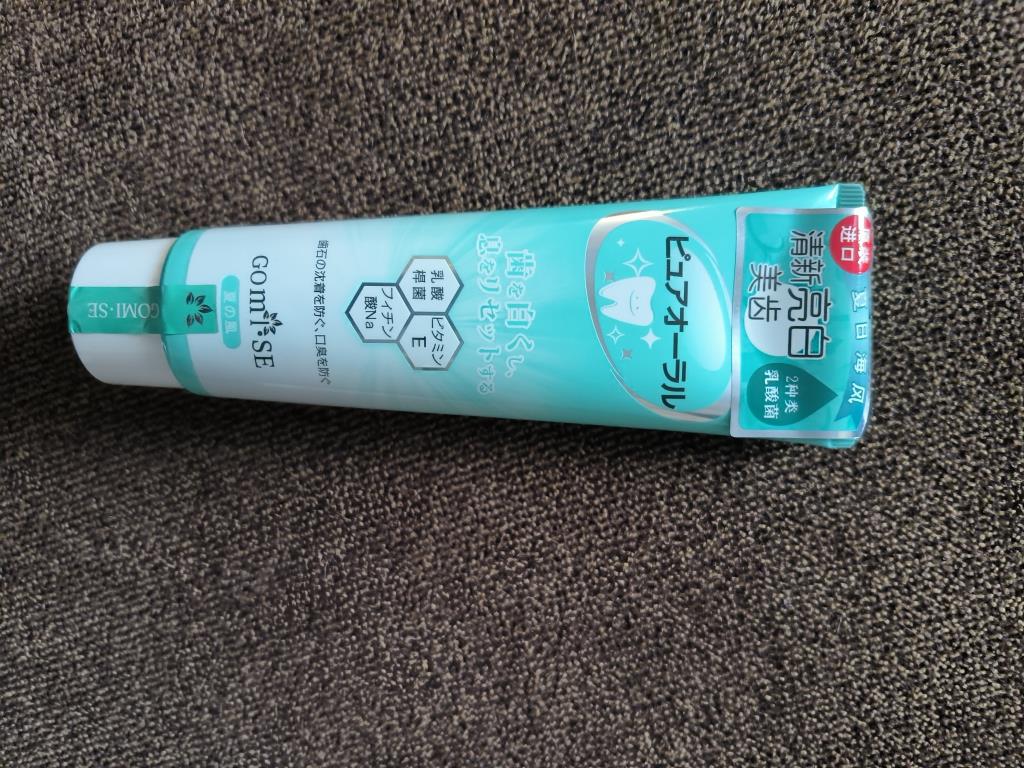 原装
进口
夏日海风
清新亮白
美齿
2种类
乳酸菌
ピュアオーラル
歯を白くし、
息をリセットする
乳酸
桿菌
ビタミン
E
フィチン
酸Na
歯石の沈着を防ぐ、口臭を防ぐ
GOMI·SE
夏の風
GOMI·SE